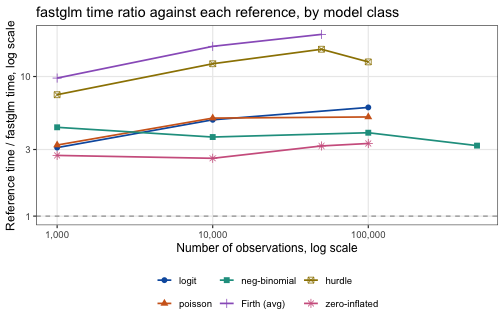 fastglm time ratio against each reference, by model class
Reference time / fastglm time, log scale
10
3
1
1,000
10,000
100,000
Number of observations, log scale
logit
neg-binomial
hurdle
poisson
Firth (avg)
zero-inflated